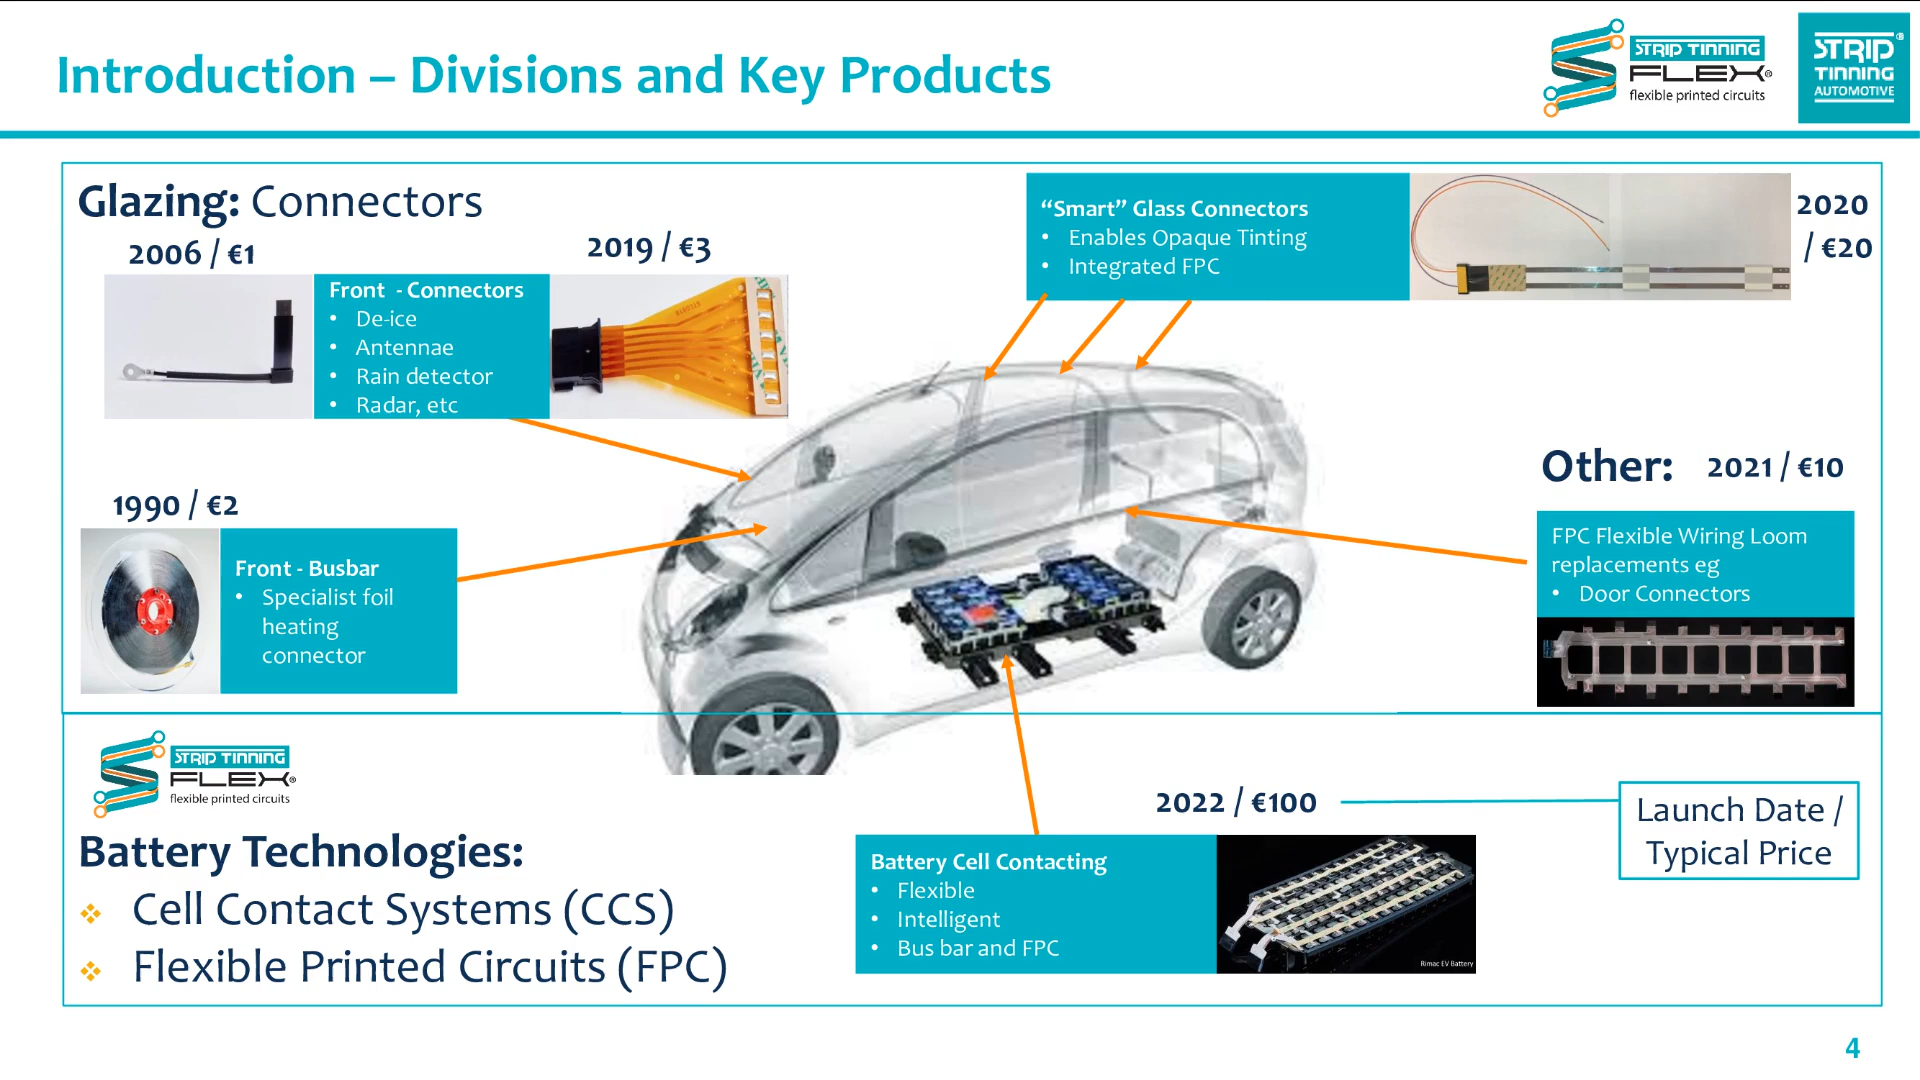 Introduction – Divisions and Key Products
STRIP TINNING
FLEX®
flexible printed circuits
STRIP®
TINNING
AUTOMOTIVE
Glazing: Connectors
2006 / €1
2019 / €3
Front - Connectors
• De-ice
• Antennae
• Rain detector
• Radar, etc
“Smart” Glass Connectors
• Enables Opaque Tinting
• Integrated FPC
2020
/ €20
1990 / €2
Front - Busbar
• Specialist foil
heating
connector
Other: 2021 / €10
FPC Flexible Wiring Loom
replacements eg
• Door Connectors
STRIP TINNING
FLEX®
flexible printed circuits
Battery Technologies:
❖ Cell Contact Systems (CCS)
❖ Flexible Printed Circuits (FPC)
2022 / €100
Launch Date /
Typical Price
Battery Cell Contacting
• Flexible
• Intelligent
• Bus bar and FPC
Rimac EV Battery
4